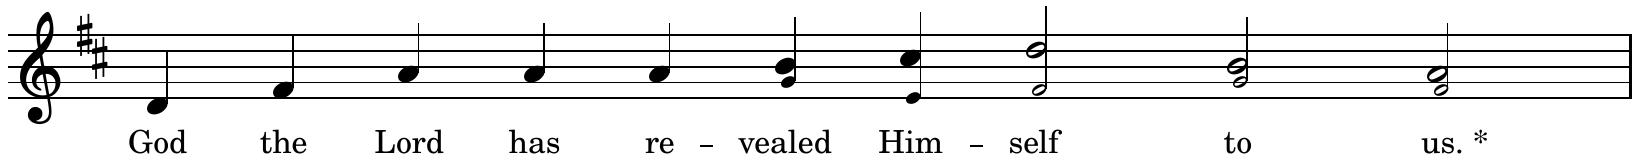 God the Lord has re – vealed Him – self to us. *